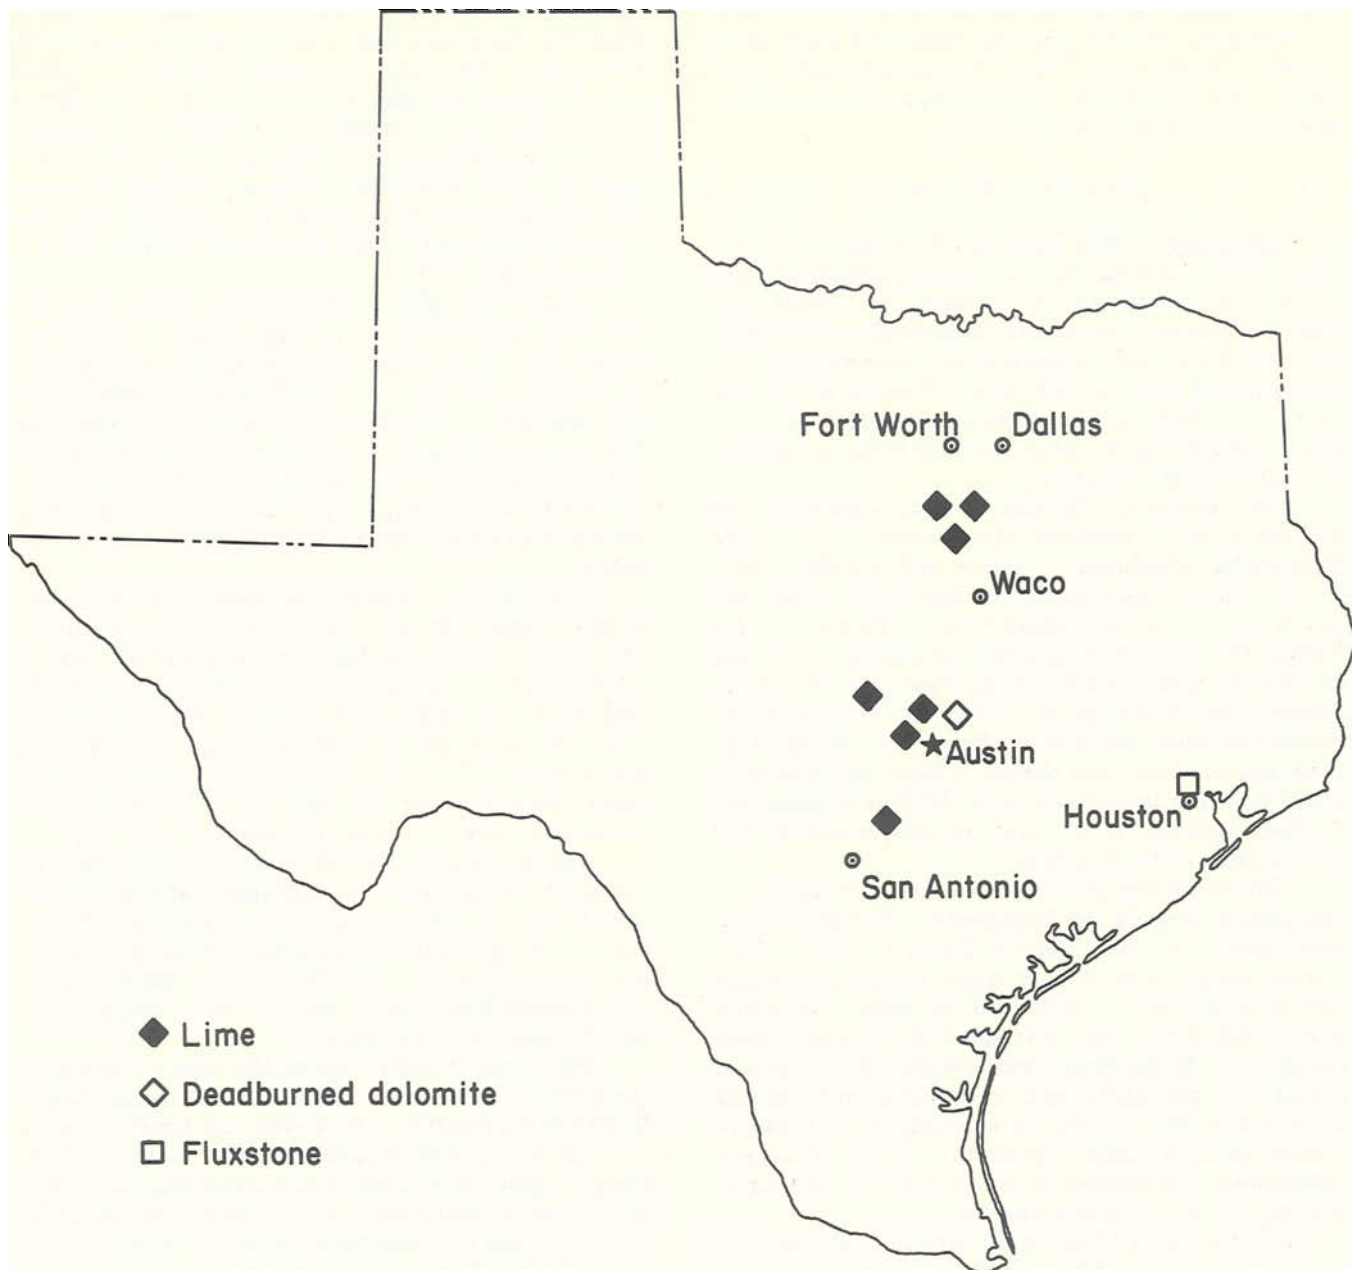 Fort Worth
Dallas
Waco
Austin
Houston
San Antonio
Lime
Deadburned dolomite
Fluxstone